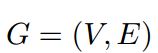 G = (V, E)